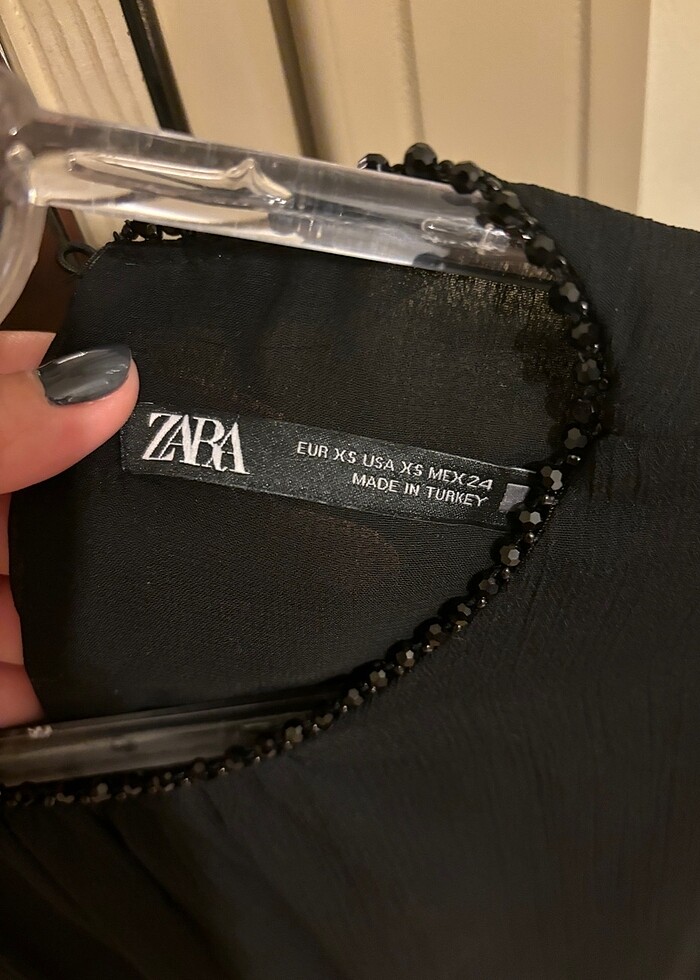 ZARA
EUR XS USA XS MEX 24
MADE IN TURKEY